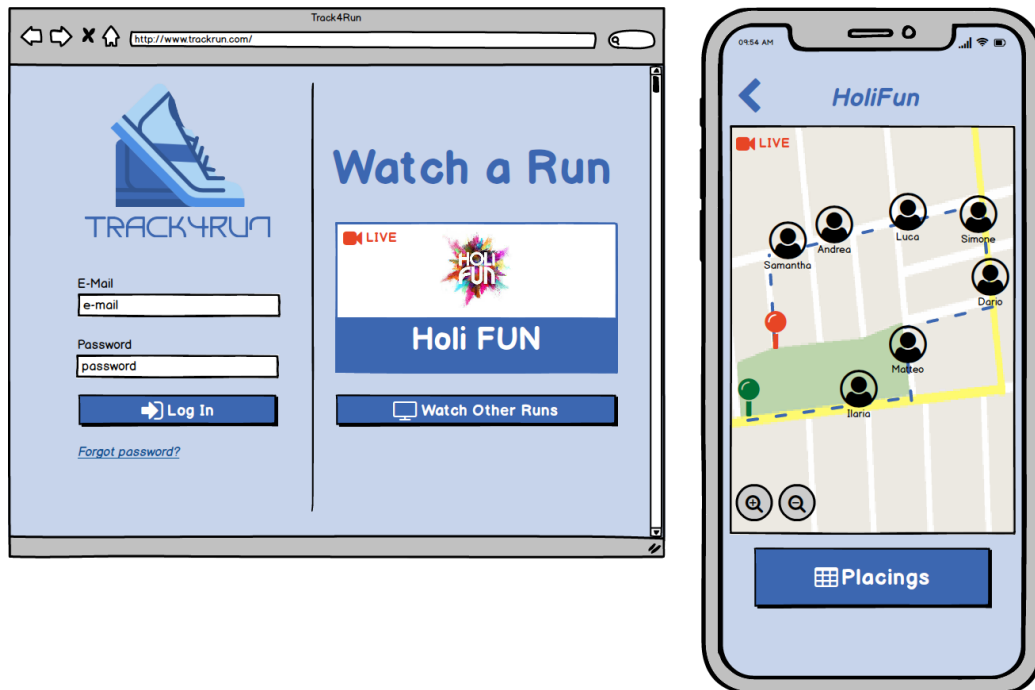 Track4Run
http://www.trackrun.com/
TRACK4RUN
E-Mail
e-mail
Password
password
Log In
Forgot password?
Watch a Run
LIVE
HOLI
FUN
Holi FUN
Watch Other Runs
09:54 AM
HoliFun
LIVE
Samantha
Andrea
Luca
Simone
Dario
Matteo
Ilaria
Placings